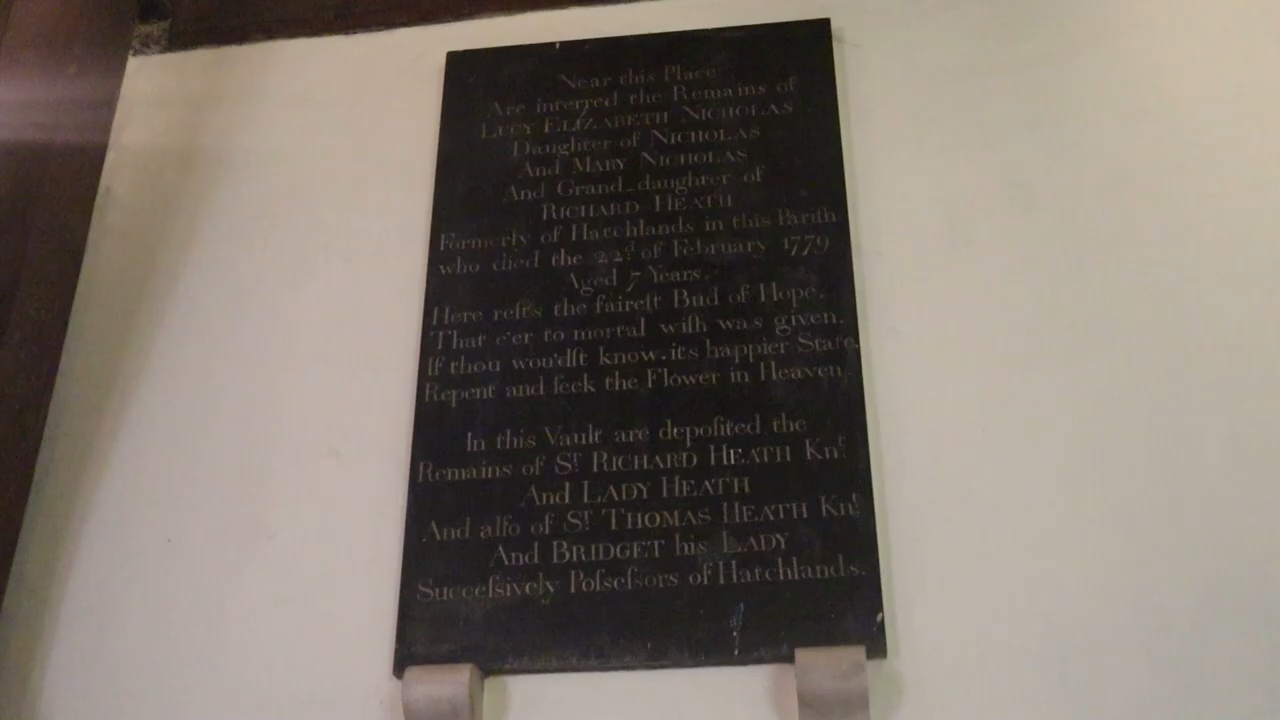 Near this Place
Are interred the Remains of
LUCY ELIZABETH NICHOLAS
Daughter of NICHOLAS
And MARY NICHOLAS
And Grand-daughter of
RICHARD HEATH
Formerly of Hatchlands in this Pariſh
who died the 22d of February 1779
Aged 7 Years.
Here reſts the faireſt Bud of Hope.
That e'er to mortal wiſh was given.
If thou wou'dſt know, its happier State,
Repent and ſeek the Flower in Heaven.
In this Vault are depoſited the
Remains of Sr. RICHARD HEATH Knt.
And LADY HEATH
And alſo of Sr. THOMAS HEATH Knt.
And BRIDGET his LADY
Succeſsively Poſseſsors of Hatchlands.